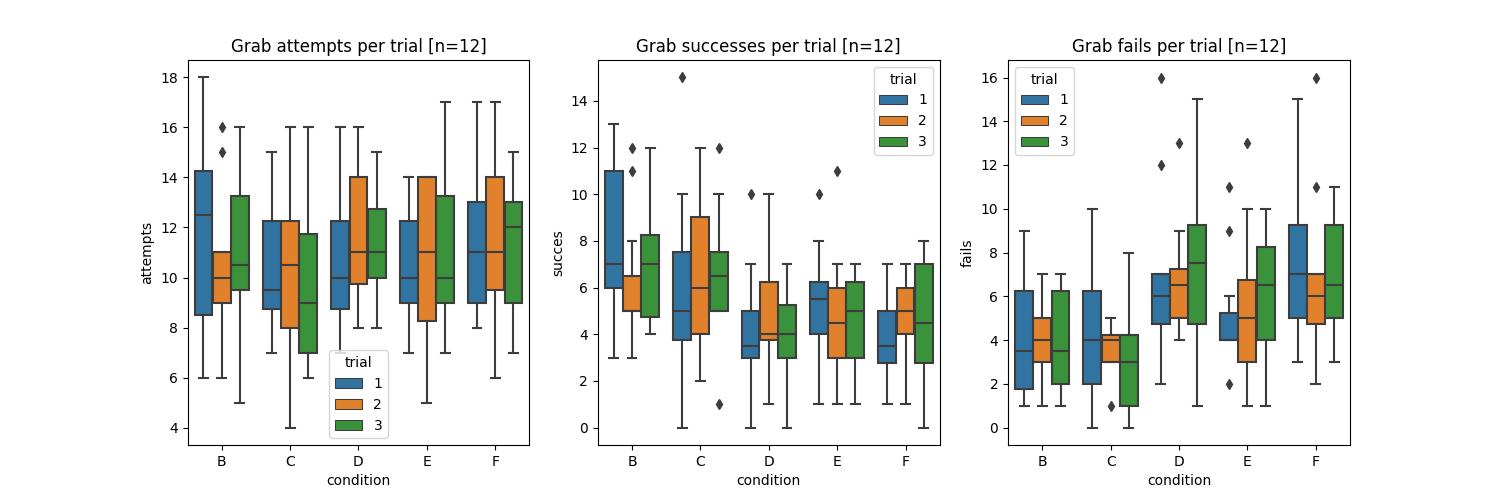 Grab attempts per trial [n=12]
attempts
18
16
14
12
10
8
6
4
B C D E F
condition
trial
1
2
3
Grab successes per trial [n=12]
succes
14
12
10
8
6
4
2
0
B C D E F
condition
trial
1
2
3
Grab fails per trial [n=12]
fails
16
14
12
10
8
6
4
2
0
B C D E F
condition
trial
1
2
3